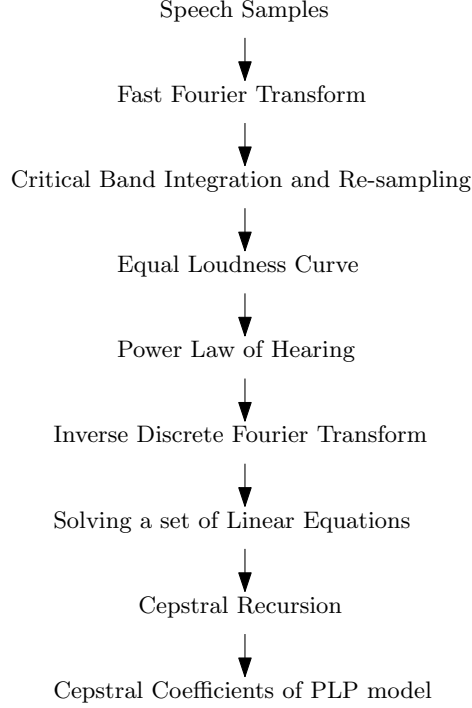 Speech Samples
Fast Fourier Transform
Critical Band Integration and Re-sampling
Equal Loudness Curve
Power Law of Hearing
Inverse Discrete Fourier Transform
Solving a set of Linear Equations
Cepstral Recursion
Cepstral Coefficients of PLP model